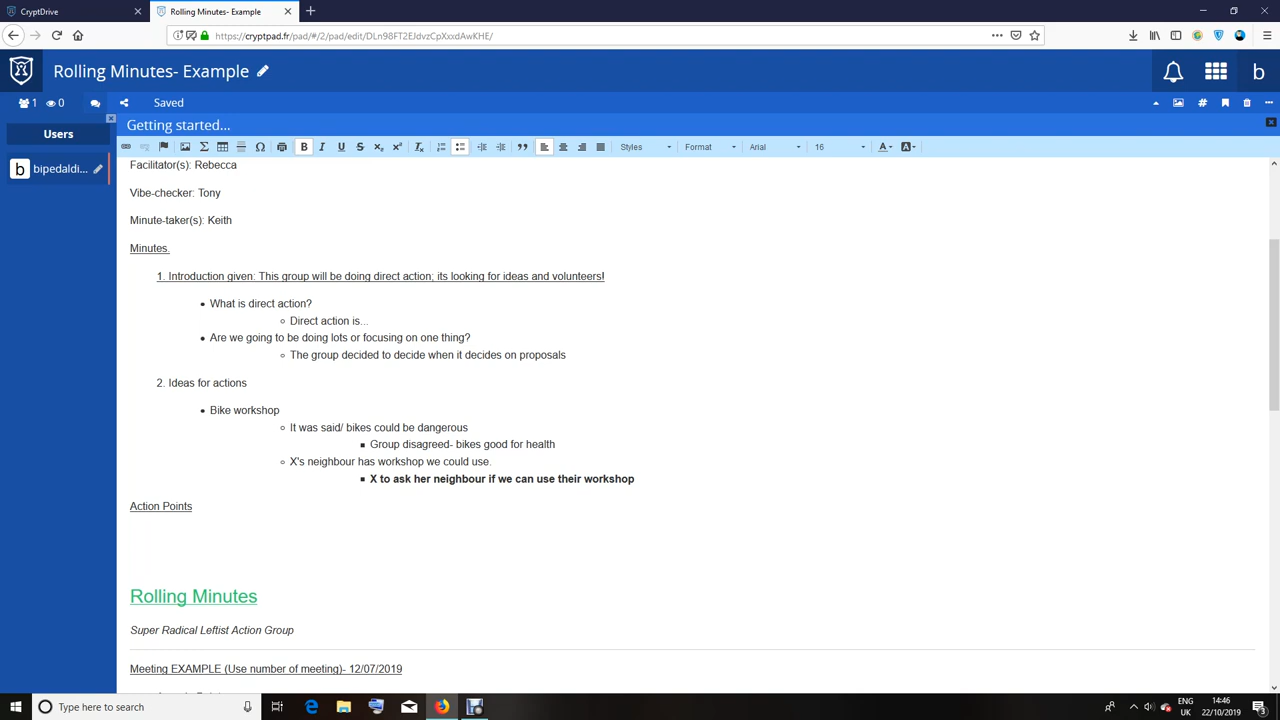 CryptDrive
Rolling Minutes- Example
https://cryptpad.fr/pad/#/2/pad/edit/DLn98FT2EJdvzCpXxxdAwKHE/
Rolling Minutes- Example
b
1 0 Saved
Users
Getting started...
Styles Format Arial 16
b bipedaldi...
Facilitator(s): Rebecca
Vibe-checker: Tony
Minute-taker(s): Keith
Minutes.
1. Introduction given: This group will be doing direct action; its looking for ideas and volunteers!
What is direct action?
Direct action is...
Are we going to be doing lots or focusing on one thing?
The group decided to decide when it decides on proposals
2. Ideas for actions
Bike workshop
It was said/ bikes could be dangerous
Group disagreed- bikes good for health
X's neighbour has workshop we could use.
X to ask her neighbour if we can use their workshop
Action Points
Rolling Minutes
Super Radical Leftist Action Group
Meeting EXAMPLE (Use number of meeting)- 12/07/2019
Type here to search
ENG
UK
14:46
22/10/2019
3